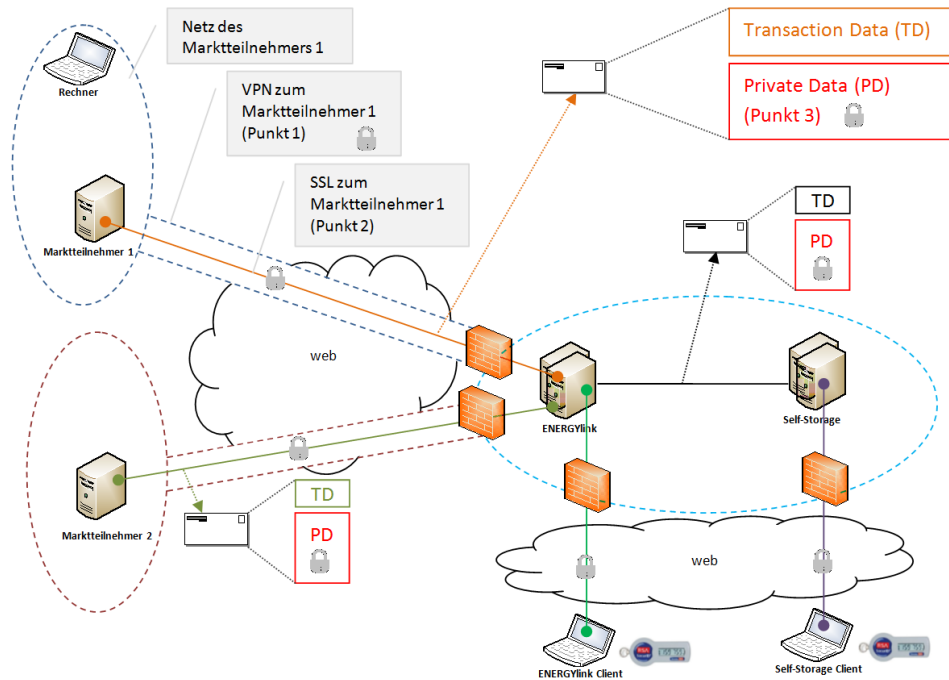 Netz des
Marktteilnehmers 1
Rechner
VPN zum
Marktteilnehmer 1
(Punkt 1)
SSL zum
Marktteilnehmer 1
(Punkt 2)
Transaction Data (TD)
Private Data (PD)
(Punkt 3)
Marktteilnehmer 1
TD
PD
web
ENERGYlink
Self-Storage
Marktteilnehmer 2
TD
PD
web
ENERGYlink Client
Self-Storage Client